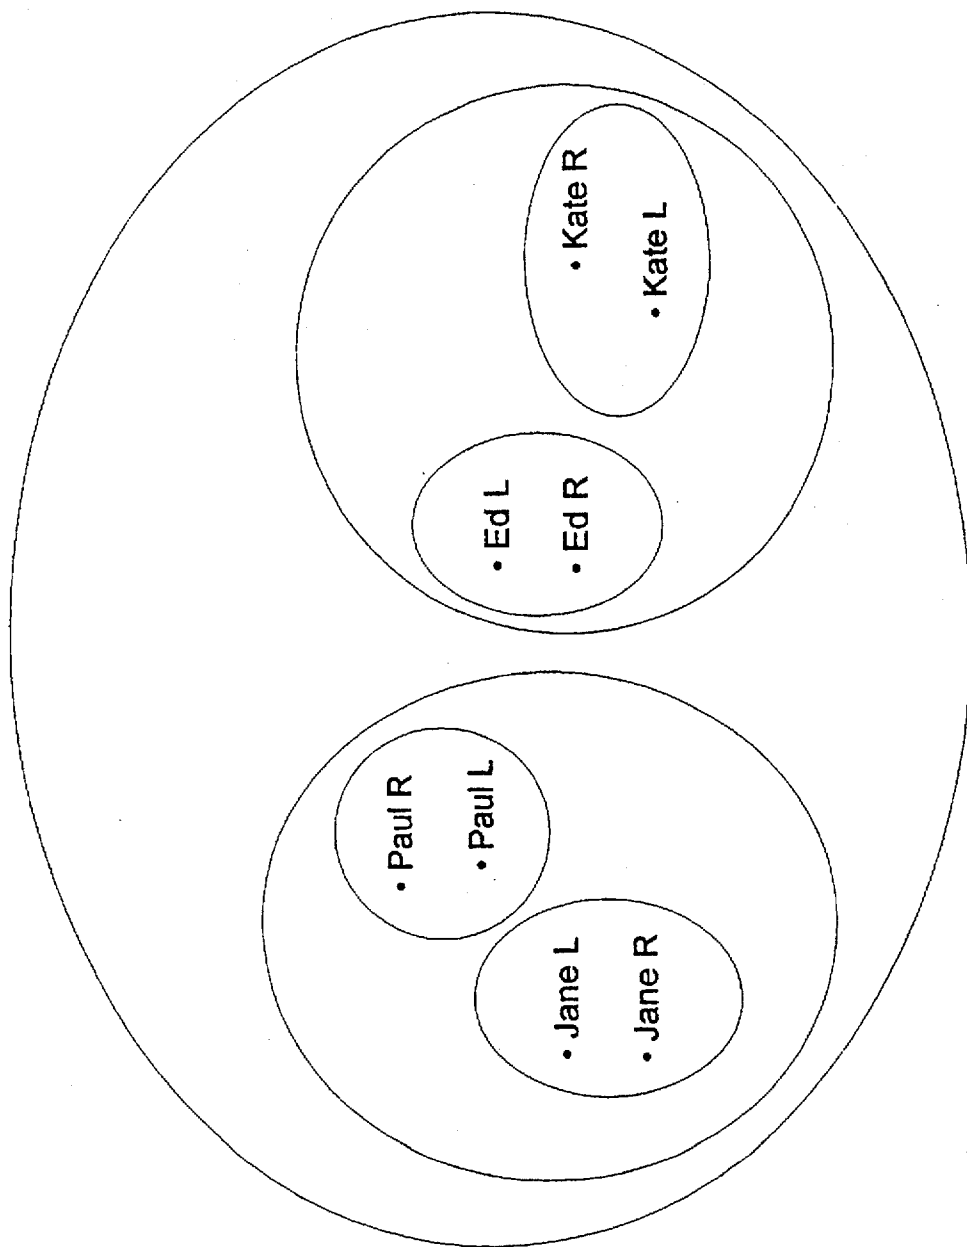 • Paul R
• Paul L
• Jane L
• Jane R
• Ed L
• Ed R
• Kate R
• Kate L